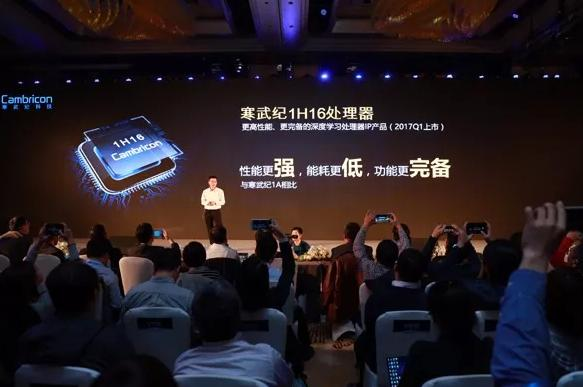 Cambricon
寒武纪科技
1H16
Cambricon
寒武纪1H16处理器
更高性能、更完备的深度学习处理器IP产品（2017Q1上市）
性能更强，能耗更低，功能更完备
与寒武纪1A相比